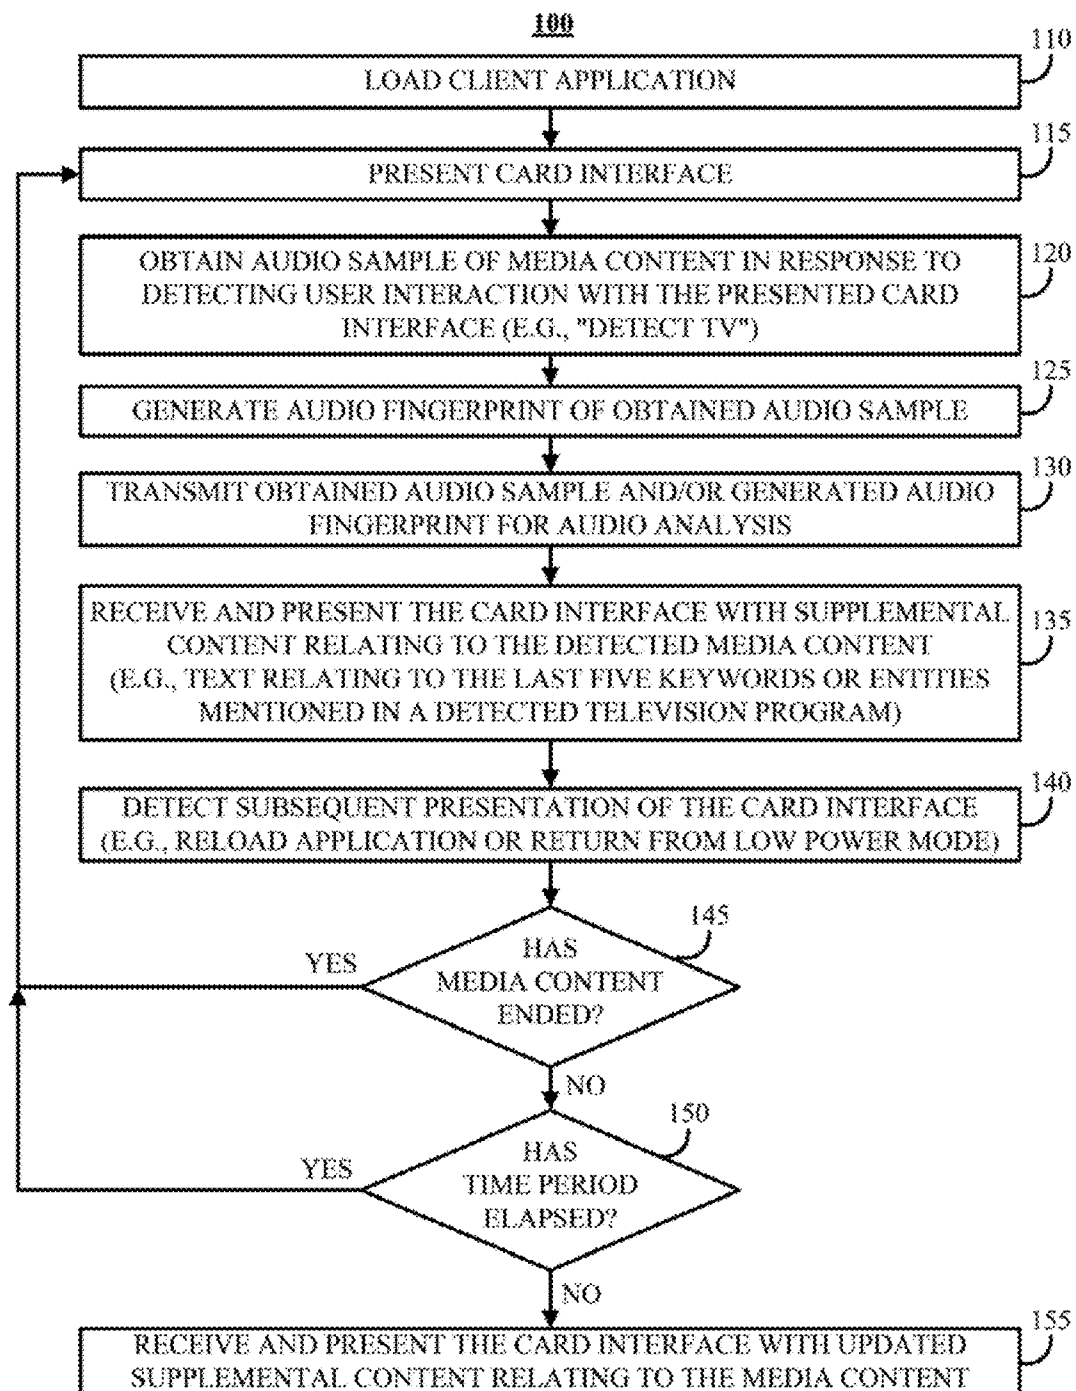 100
110
LOAD CLIENT APPLICATION
115
PRESENT CARD INTERFACE
120
OBTAIN AUDIO SAMPLE OF MEDIA CONTENT IN RESPONSE TO
DETECTING USER INTERACTION WITH THE PRESENTED CARD
INTERFACE (E.G., "DETECT TV")
125
GENERATE AUDIO FINGERPRINT OF OBTAINED AUDIO SAMPLE
130
TRANSMIT OBTAINED AUDIO SAMPLE AND/OR GENERATED AUDIO
FINGERPRINT FOR AUDIO ANALYSIS
135
RECEIVE AND PRESENT THE CARD INTERFACE WITH SUPPLEMENTAL
CONTENT RELATING TO THE DETECTED MEDIA CONTENT
(E.G., TEXT RELATING TO THE LAST FIVE KEYWORDS OR ENTITIES
MENTIONED IN A DETECTED TELEVISION PROGRAM)
140
DETECT SUBSEQUENT PRESENTATION OF THE CARD INTERFACE
(E.G., RELOAD APPLICATION OR RETURN FROM LOW POWER MODE)
145
HAS
MEDIA CONTENT
ENDED?
YES
NO
150
HAS
TIME PERIOD
ELAPSED?
YES
NO
155
RECEIVE AND PRESENT THE CARD INTERFACE WITH UPDATED
SUPPLEMENTAL CONTENT RELATING TO THE MEDIA CONTENT